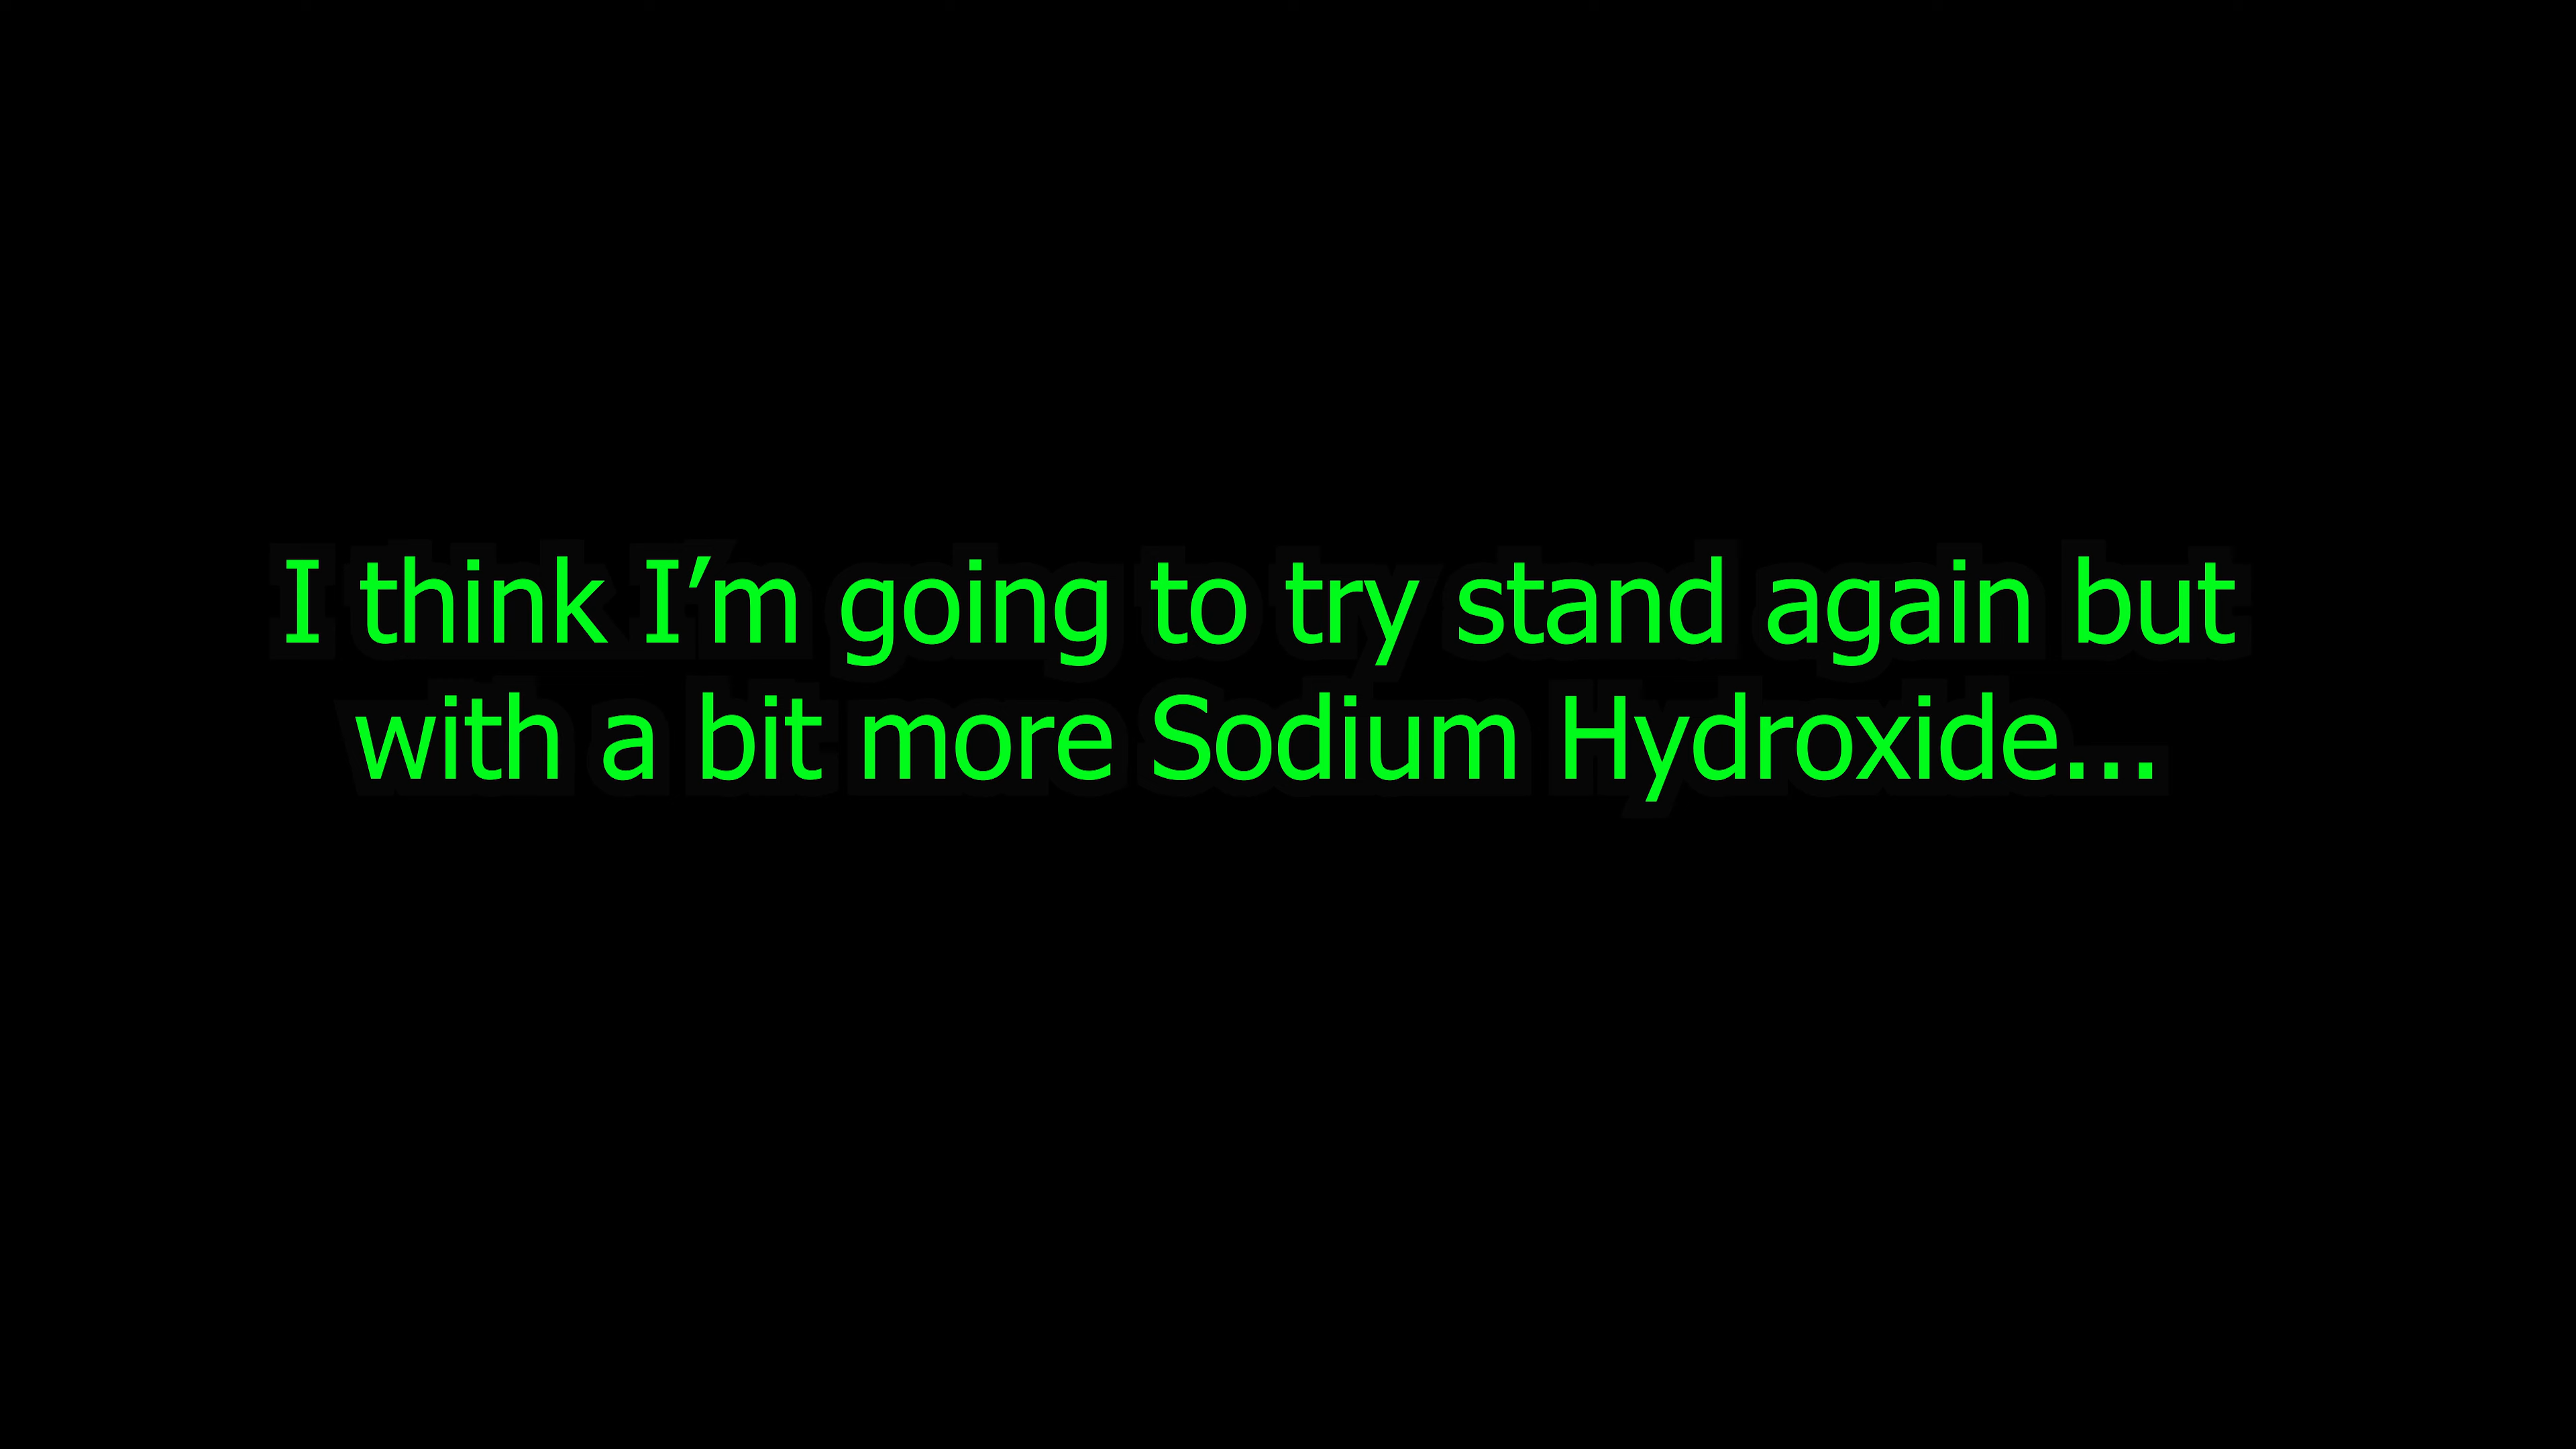 I think I’m going to try stand again but
with a bit more Sodium Hydroxide...